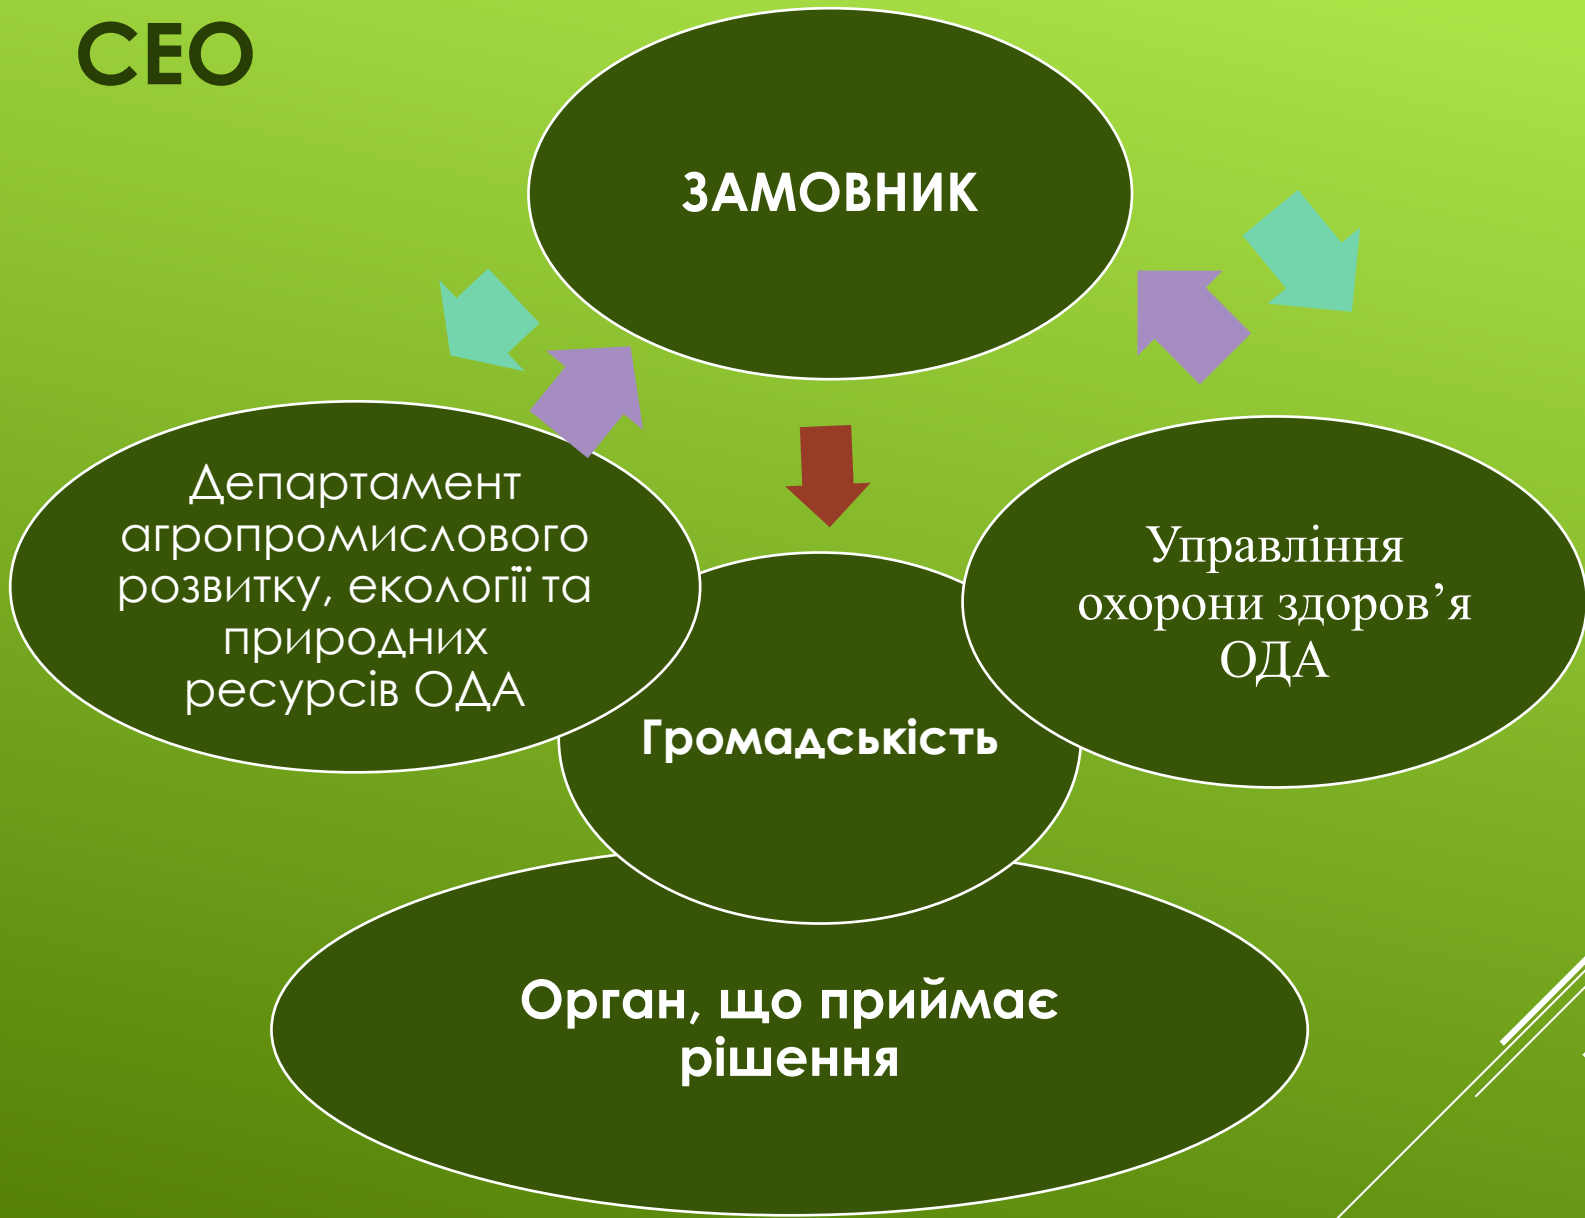 СЕО
ЗАМОВНИК
Департамент
агропромислового
розвитку, екології та
природних
ресурсів ОДА
Управління
охорони здоров’я
ОДА
Громадськість
Орган, що приймає
рішення